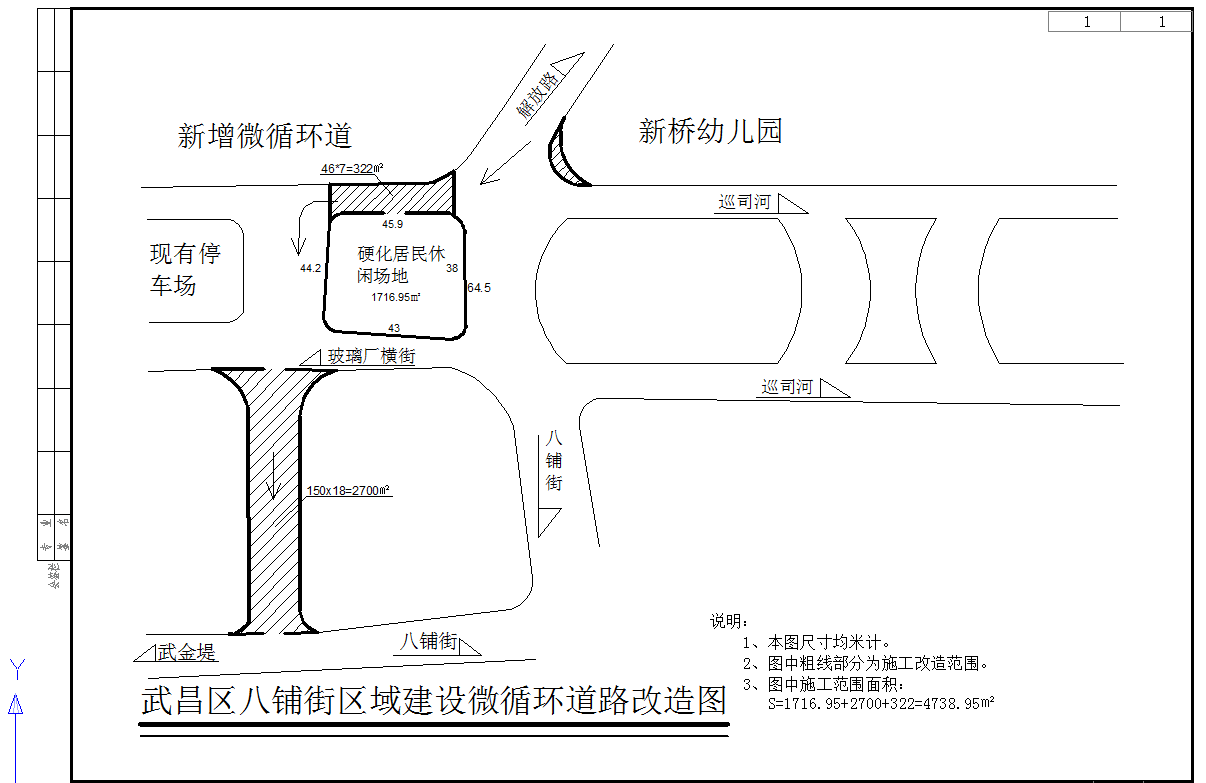 1 1
解放路
新增微循环道
新桥幼儿园
46*7=322㎡
巡司河
45.9
现有停
车场
硬化居民休
闲场地
44.2
38
1716.95㎡
64.5
43
玻璃厂横街
巡司河
八铺街
150x18=2700㎡
专 业
会签栏
武金堤
八铺街
说明:
1、本图尺寸均米计。
2、图中粗线部分为施工改造范围。
3、图中施工范围面积:
S=1716.95+2700+322=4738.95㎡
武昌区八铺街区域建设微循环道路改造图
Y